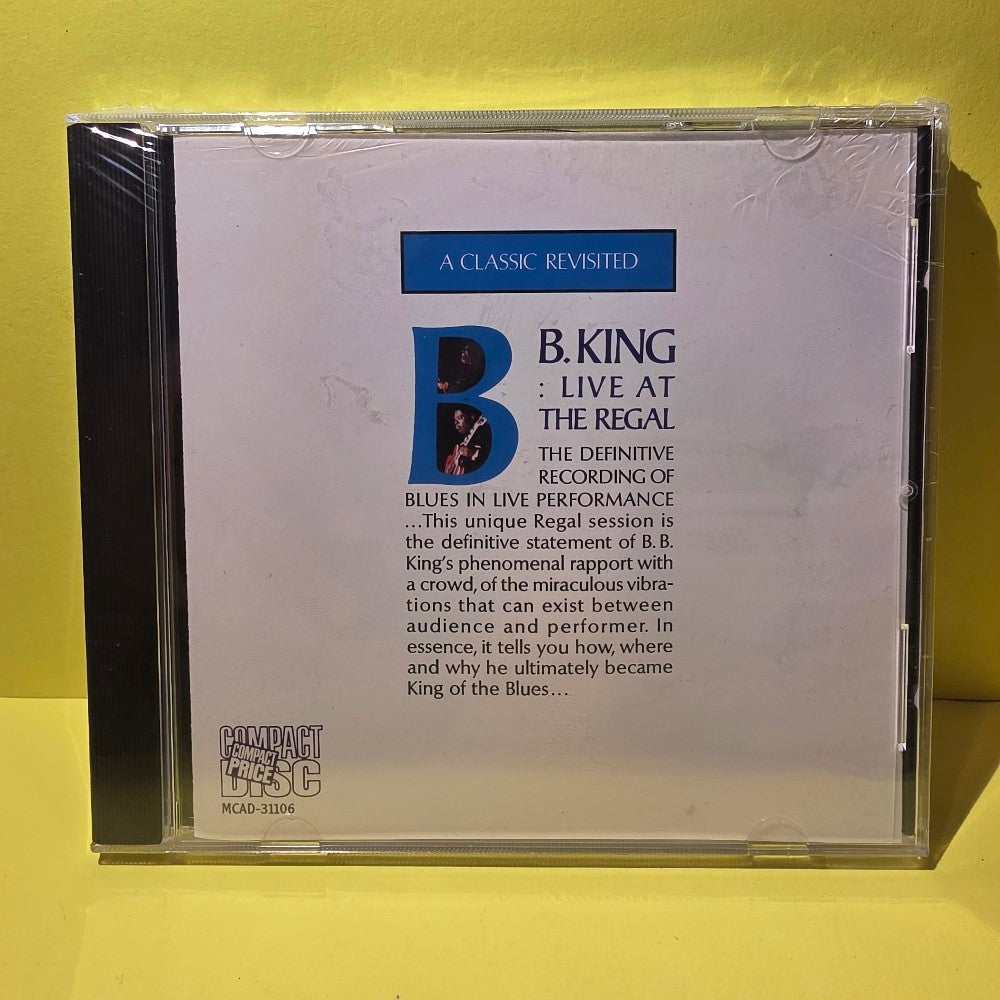 A CLASSIC REVISITED
B B. KING
: LIVE AT
THE REGAL
THE DEFINITIVE
RECORDING OF
BLUES IN LIVE PERFORMANCE
...This unique Regal session is
the definitive statement of B. B.
King's phenomenal rapport with
a crowd, of the miraculous vibra-
tions that can exist between
audience and performer. In
essence, it tells you how, where
and why he ultimately became
King of the Blues...
COMPACT
COMPACT
PRICE
DISC
MCAD-31106